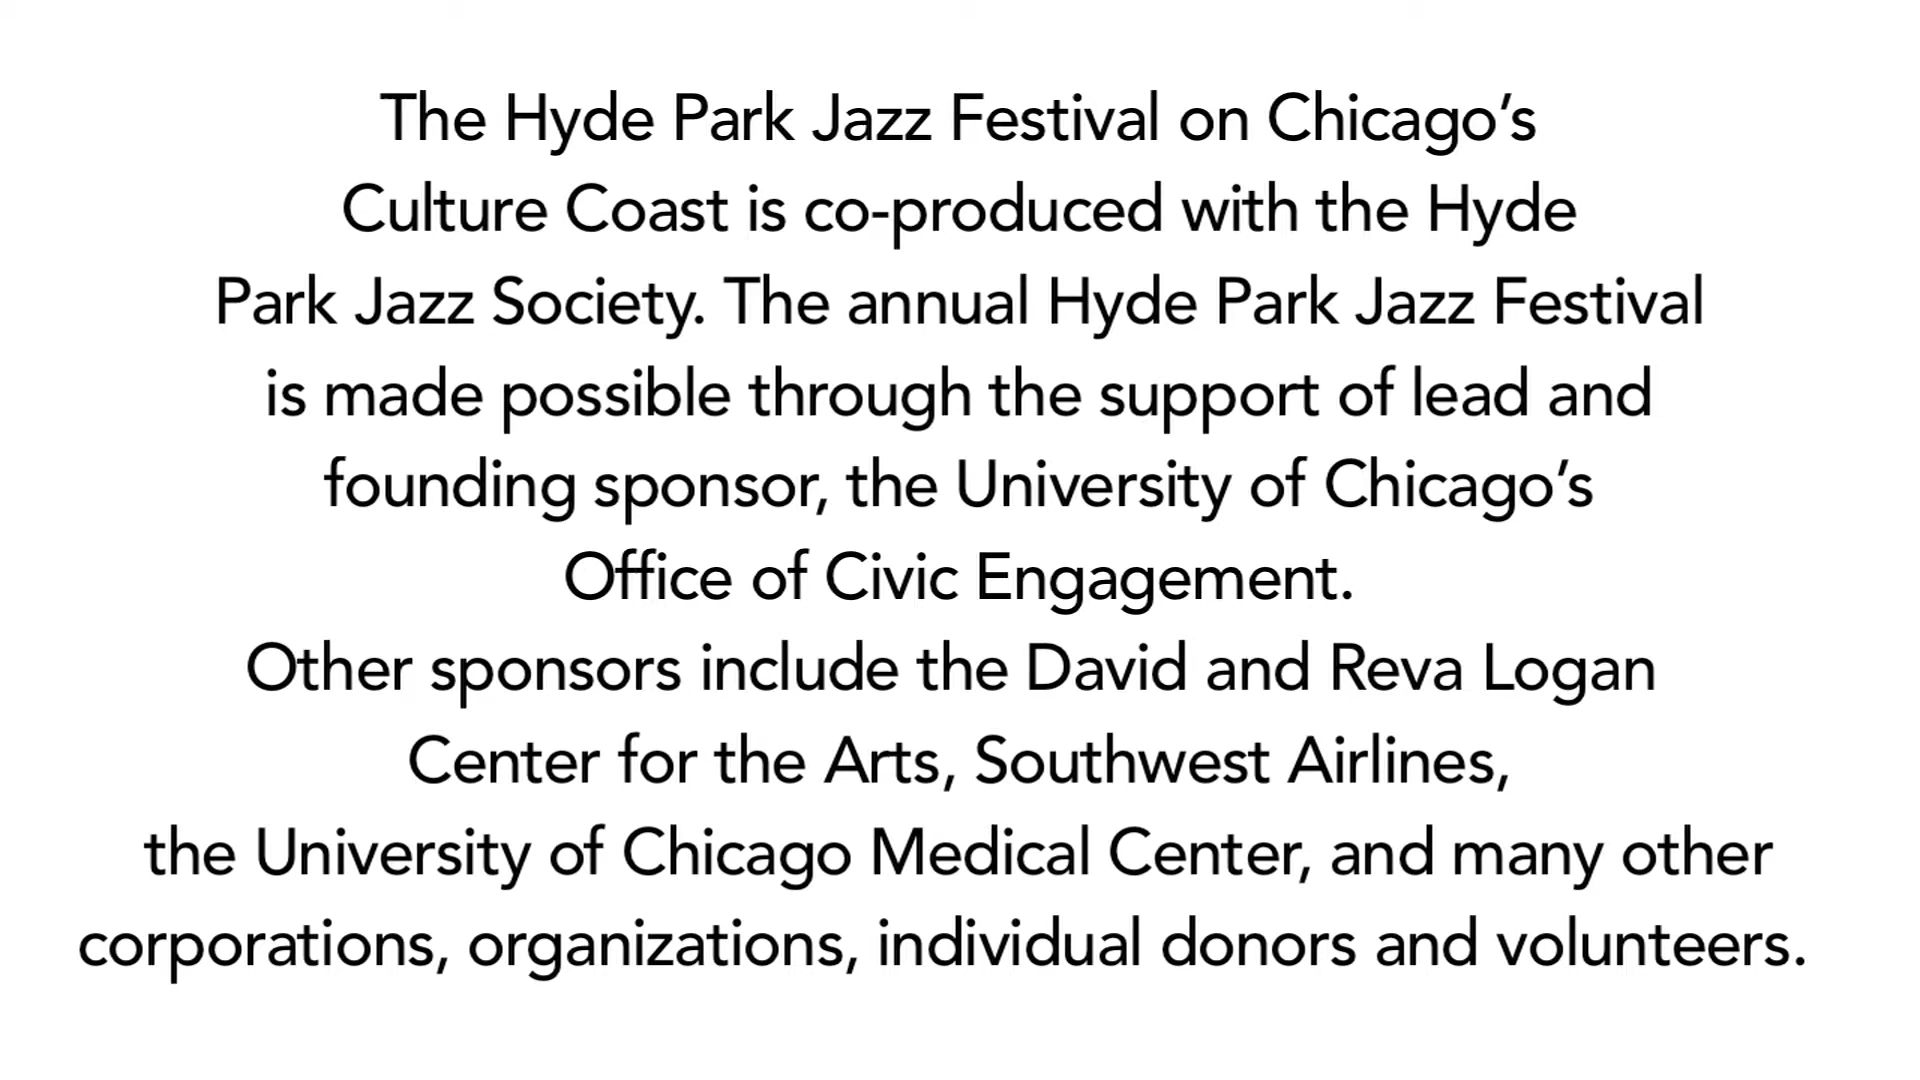 The Hyde Park Jazz Festival on Chicago’s
Culture Coast is co-produced with the Hyde
Park Jazz Society. The annual Hyde Park Jazz Festival
is made possible through the support of lead and
founding sponsor, the University of Chicago’s
Office of Civic Engagement.
Other sponsors include the David and Reva Logan
Center for the Arts, Southwest Airlines,
the University of Chicago Medical Center, and many other
corporations, organizations, individual donors and volunteers.